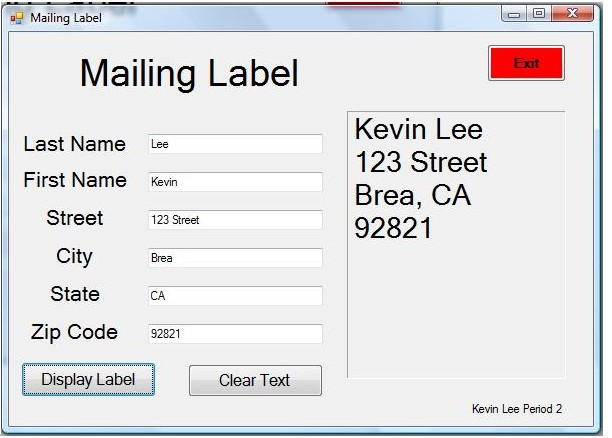 Mailing Label
Mailing Label
Exit
Last Name Lee
First Name Kevin
Street 123 Street
City Brea
State CA
Zip Code 92821
Display Label Clear Text
Kevin Lee
123 Street
Brea, CA
92821
Kevin Lee Period 2